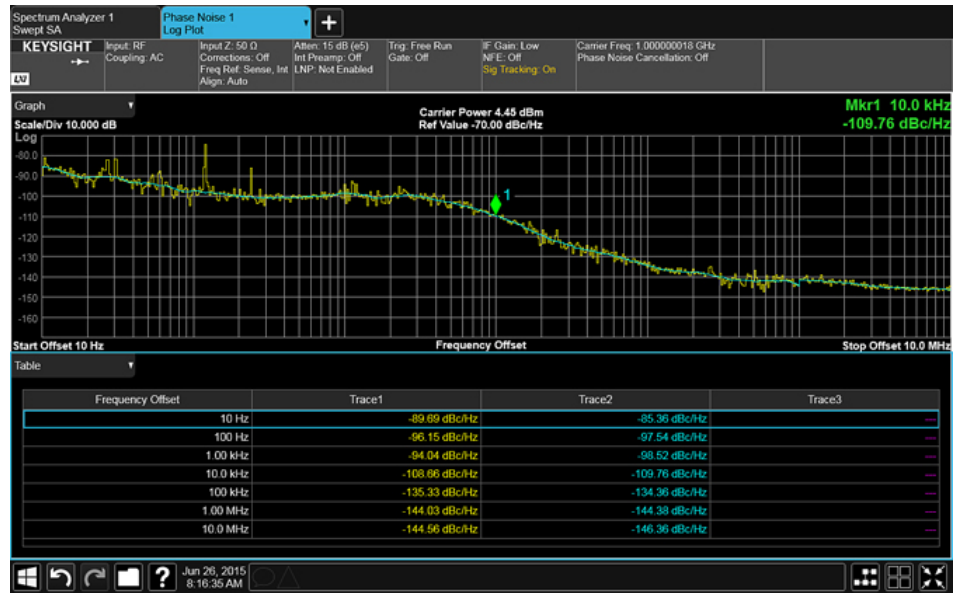 Spectrum Analyzer 1
Swept SA
Phase Noise 1
Log Plot
KEYSIGHT
LXI
Input: RF
Coupling: AC
Input Z: 50 Ω
Corrections: Off
Freq Ref: Sense, Int
Align: Auto
Atten: 15 dB (e5)
Int Preamp: Off
LNP: Not Enabled
Trig: Free Run
Gate: Off
IF Gain: Low
NFE: Off
Sig Tracking: On
Carrier Freq: 1.000000018 GHz
Phase Noise Cancellation: Off
Graph
Scale/Div 10.000 dB
Log
Carrier Power 4.45 dBm
Ref Value -70.00 dBc/Hz
Mkr1 10.0 kHz
-109.76 dBc/Hz
-80.0
-90.0
-100
-110
-120
-130
-140
-150
-160
1
Start Offset 10 Hz
Frequency Offset
Stop Offset 10.0 MHz
Table
Frequency Offset Trace1 Trace2 Trace3
10 Hz -89.69 dBc/Hz -85.36 dBc/Hz ---
100 Hz -96.15 dBc/Hz -97.54 dBc/Hz ---
1.00 kHz -94.04 dBc/Hz -98.52 dBc/Hz ---
10.0 kHz -108.66 dBc/Hz -109.76 dBc/Hz ---
100 kHz -135.33 dBc/Hz -134.36 dBc/Hz ---
1.00 MHz -144.03 dBc/Hz -144.38 dBc/Hz ---
10.0 MHz -144.56 dBc/Hz -146.36 dBc/Hz ---
?
Jun 26, 2015
8:16:35 AM